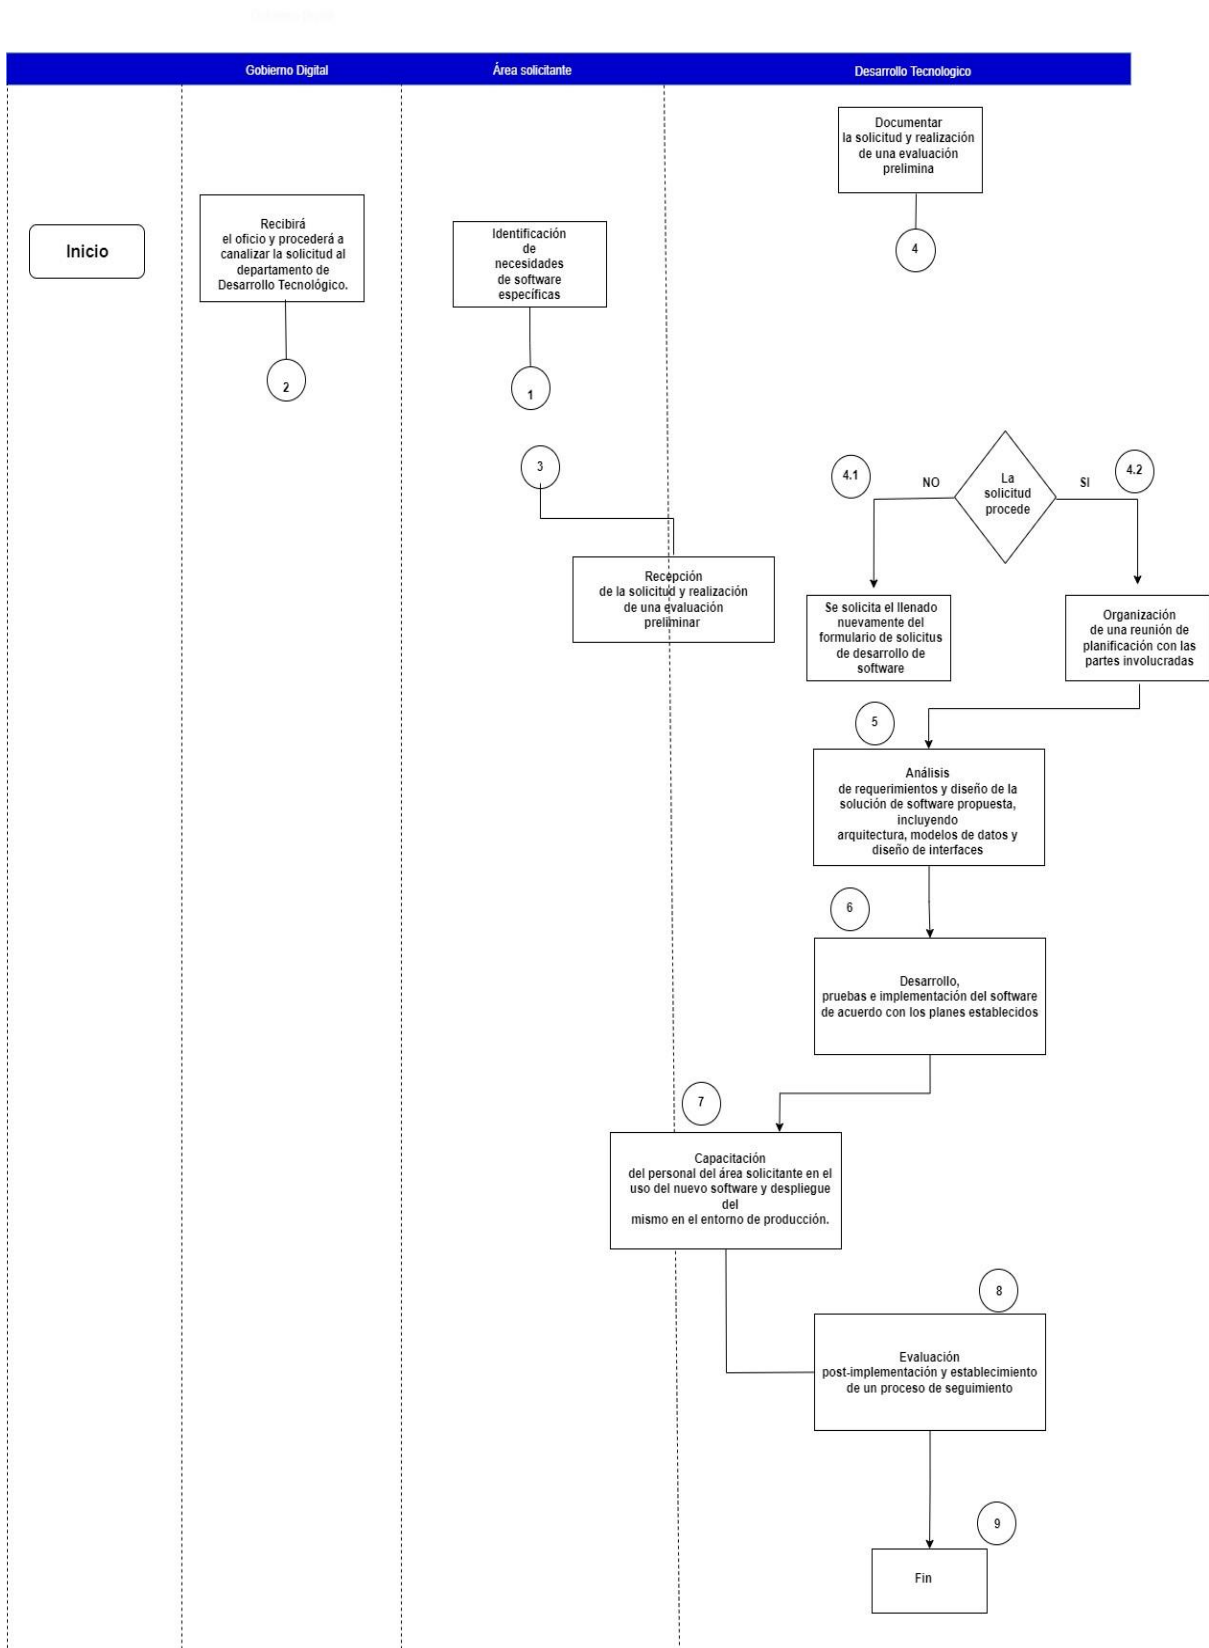 Gobierno Digital
Área solicitante
Desarrollo Tecnologico
Documentar
la solicitud y realización
de una evaluación
prelimina
4
Inicio
Recibirá
el oficio y procederá a
canalizar la solicitud al
departamento de
Desarrollo Tecnológico.
2
Identificación
de
necesidades
de software
específicas
1
3
Recepción
de la solicitud y realización
de una evaluación
preliminar
4.1
NO
La
solicitud
procede
SI
4.2
Se solicita el llenado
nuevamente del
formulario de solicitus
de desarrollo de
software
Organización
de una reunión de
planificación con las
partes involucradas
5
Análisis
de requerimientos y diseño de la
solución de software propuesta,
incluyendo
arquitectura, modelos de datos y
diseño de interfaces
6
Desarrollo,
pruebas e implementación del software
de acuerdo con los planes establecidos
7
Capacitación
del personal del área solicitante en el
uso del nuevo software y despliegue
del
mismo en el entorno de producción.
8
Evaluación
post-implementación y establecimiento
de un proceso de seguimiento
9
Fin